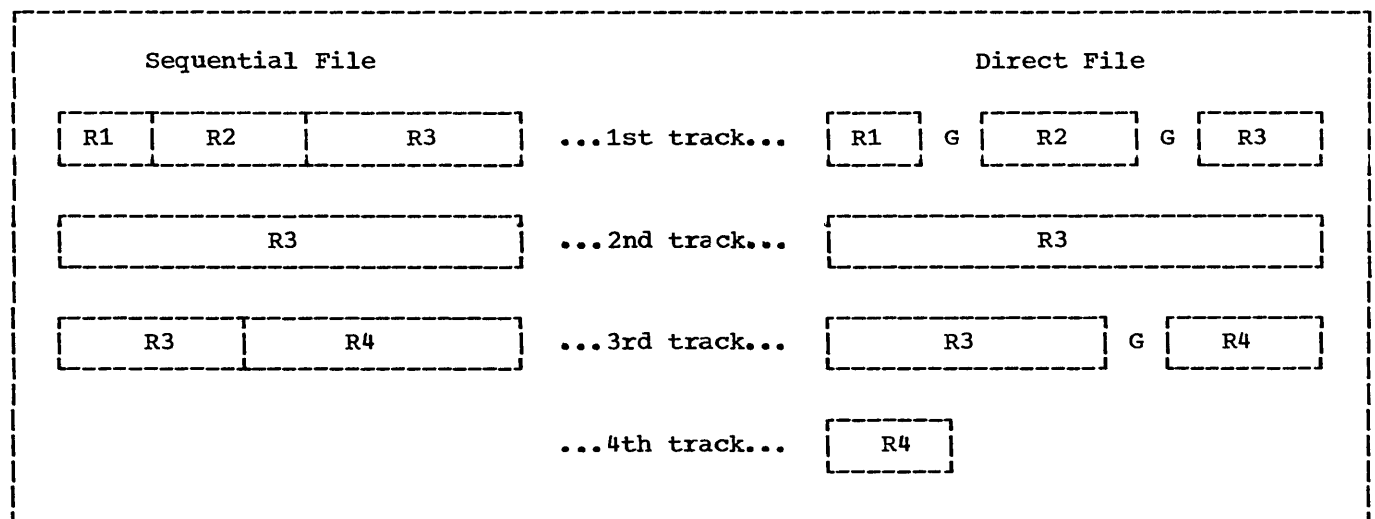 Sequential File Direct File
R1 R2 R3 ...1st track... R1 G R2 G R3
R3 ...2nd track... R3
R3 R4 ...3rd track... R3 G R4
...4th track... R4